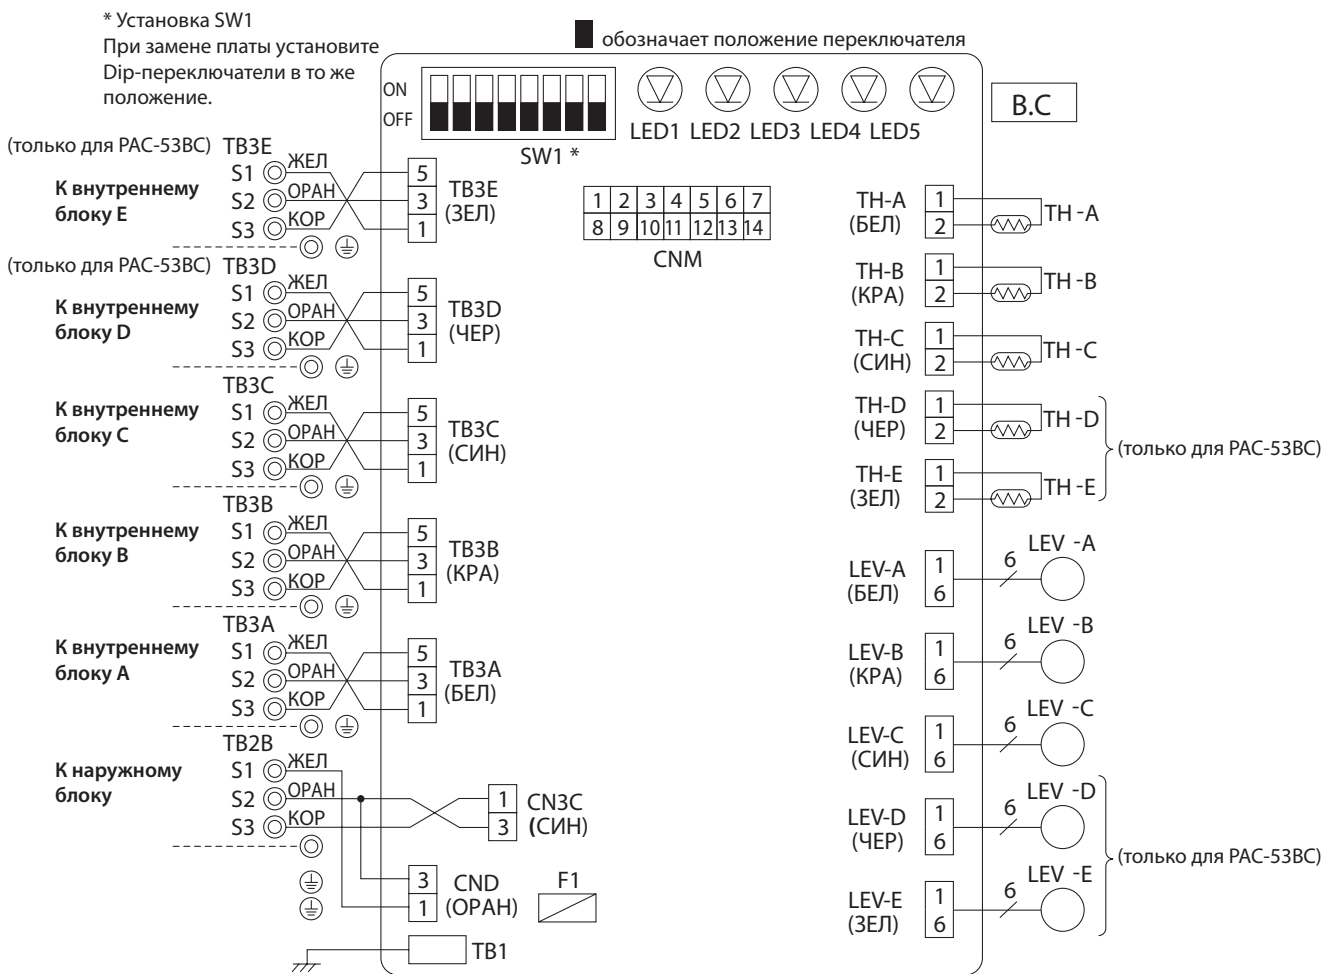 * Установка SW1
При замене платы установите
Dip-переключатели в то же
положение.
обозначает положение переключателя
ON
OFF
SW1 *
LED1 LED2 LED3 LED4 LED5
B.C
1 2 3 4 5 6 7
8 9 10 11 12 13 14
CNM
(только для PAC-53BC) TB3E
К внутреннему
блоку E
S1 ЖЕЛ
S2 ОРАН
S3 КОР
5
3
1
TB3E
(ЗЕЛ)
(только для PAC-53BC) TB3D
К внутреннему
блоку D
S1 ЖЕЛ
S2 ОРАН
S3 КОР
5
3
1
TB3D
(ЧЕР)
TB3C
К внутреннему
блоку C
S1 ЖЕЛ
S2 ОРАН
S3 КОР
5
3
1
TB3C
(СИН)
TB3B
К внутреннему
блоку B
S1 ЖЕЛ
S2 ОРАН
S3 КОР
5
3
1
TB3B
(КРА)
TB3A
К внутреннему
блоку A
S1 ЖЕЛ
S2 ОРАН
S3 КОР
5
3
1
TB3A
(БЕЛ)
TB2B
К наружному
блоку
S1 ЖЕЛ
S2 ОРАН
S3 КОР
1
3
CN3C
(СИН)
3
1
CND
(ОРАН)
F1
TB1
TH-A
(БЕЛ)
1
2
TH -A
TH-B
(КРА)
1
2
TH -B
TH-C
(СИН)
1
2
TH -C
TH-D
(ЧЕР)
1
2
TH -D
TH-E
(ЗЕЛ)
1
2
TH -E
(только для PAC-53BC)
LEV-A
(БЕЛ)
1
6
6
LEV -A
LEV-B
(КРА)
1
6
6
LEV -B
LEV-C
(СИН)
1
6
6
LEV -C
LEV-D
(ЧЕР)
1
6
6
LEV -D
LEV-E
(ЗЕЛ)
1
6
6
LEV -E
(только для PAC-53BC)